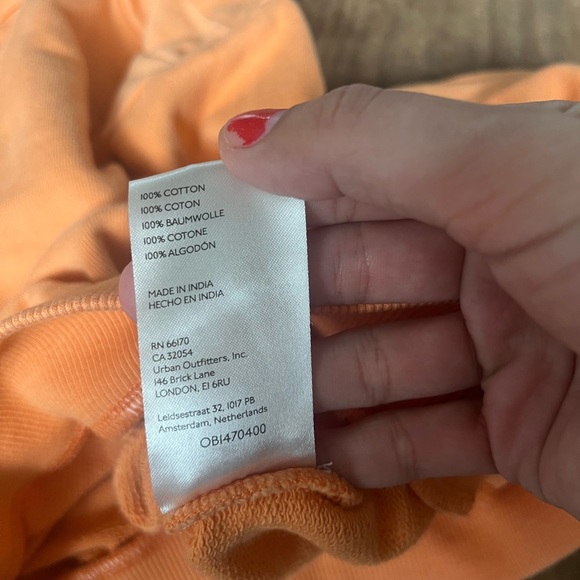 100% COTTON
100% COTON
100% BAUMWOLLE
100% COTONE
100% ALGODÓN
MADE IN INDIA
HECHO EN INDIA
RN 66170
CA 32054
Urban Outfitters, Inc.
146 Brick Lane
LONDON, E1 6RU
Leidsestraat 32, 1017 PB
Amsterdam, Netherlands
OB1470400